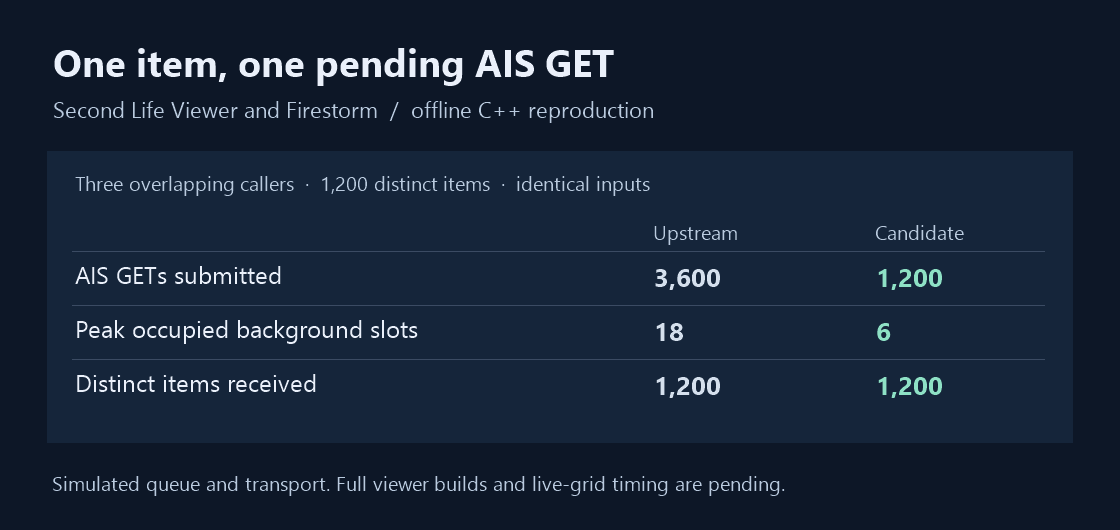 One item, one pending AIS GET
Second Life Viewer and Firestorm / offline C++ reproduction
Three overlapping callers · 1,200 distinct items · identical inputs
Upstream Candidate
AIS GETs submitted 3,600 1,200
Peak occupied background slots 18 6
Distinct items received 1,200 1,200
Simulated queue and transport. Full viewer builds and live-grid timing are pending.